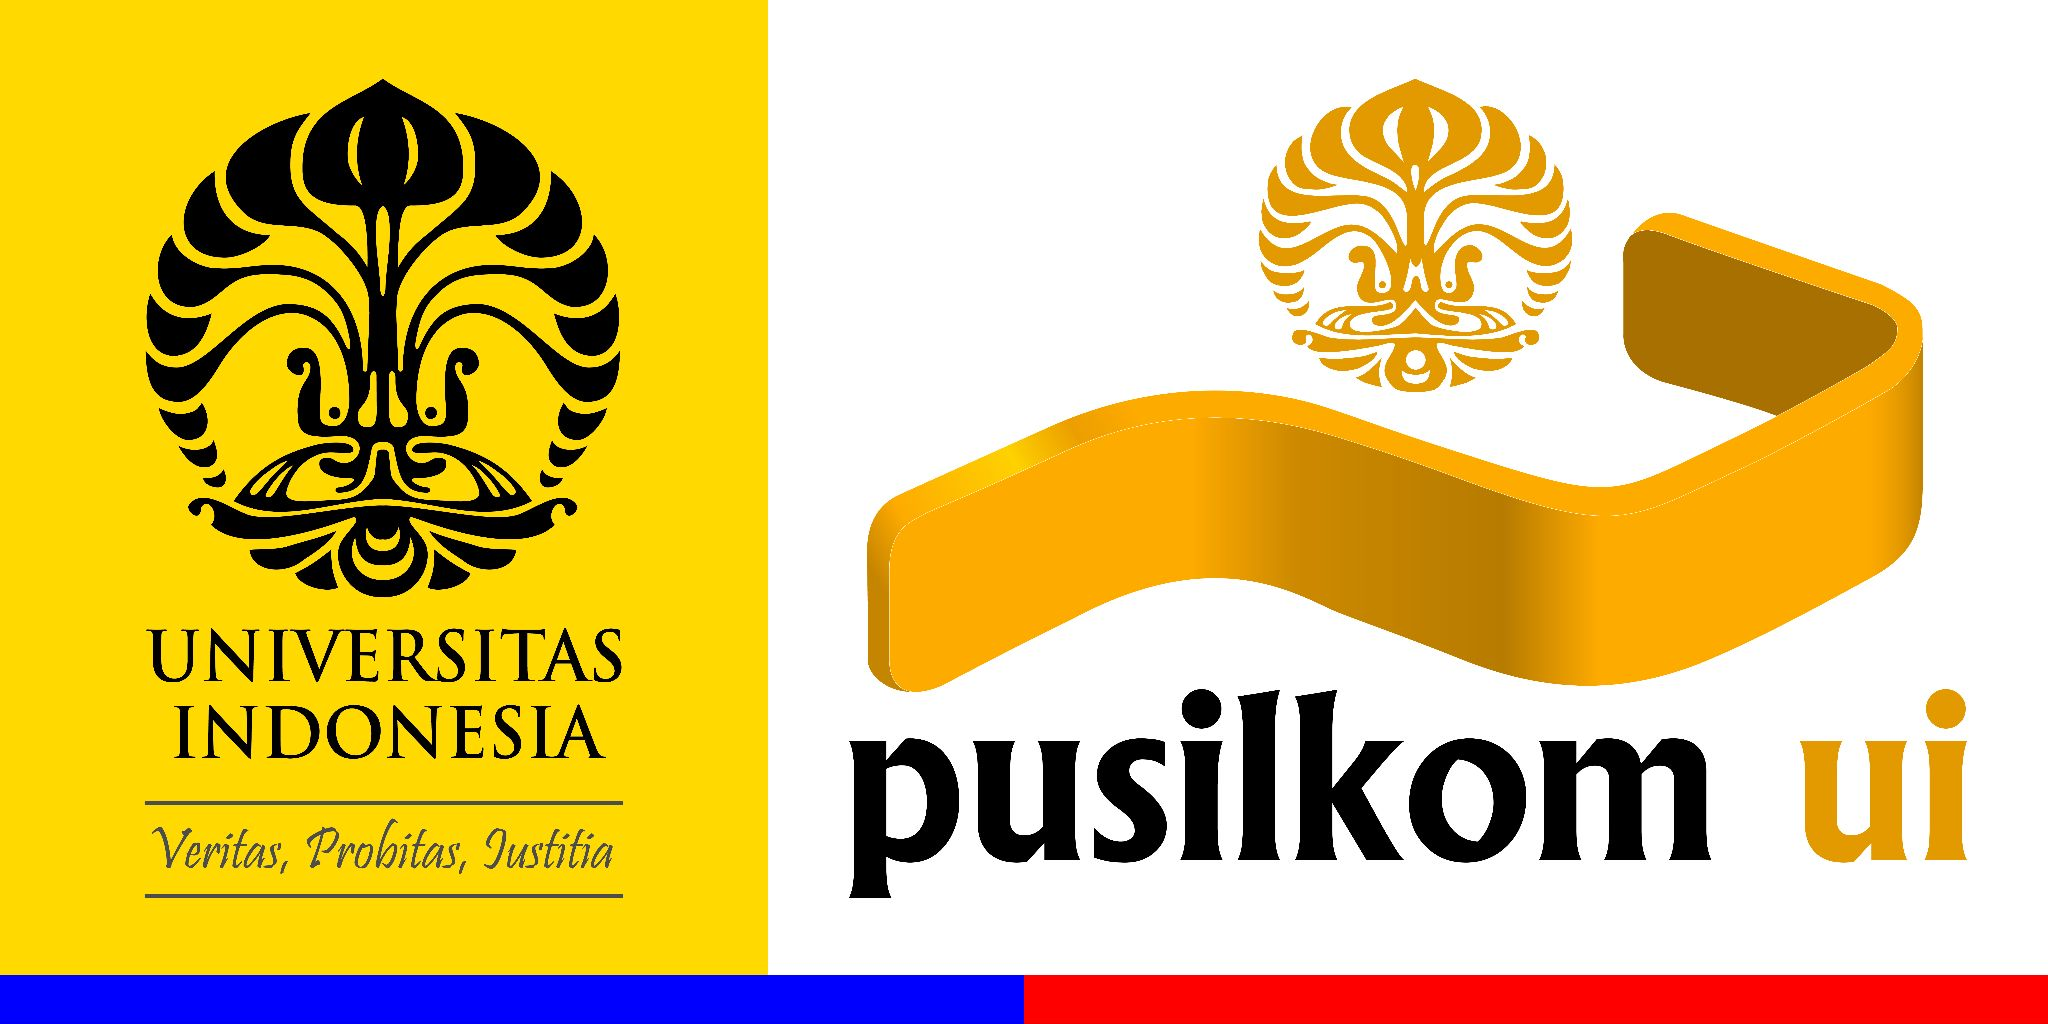 UNIVERSITAS
INDONESIA
Veritas, Probitas, Iustitia
pusilkom ui